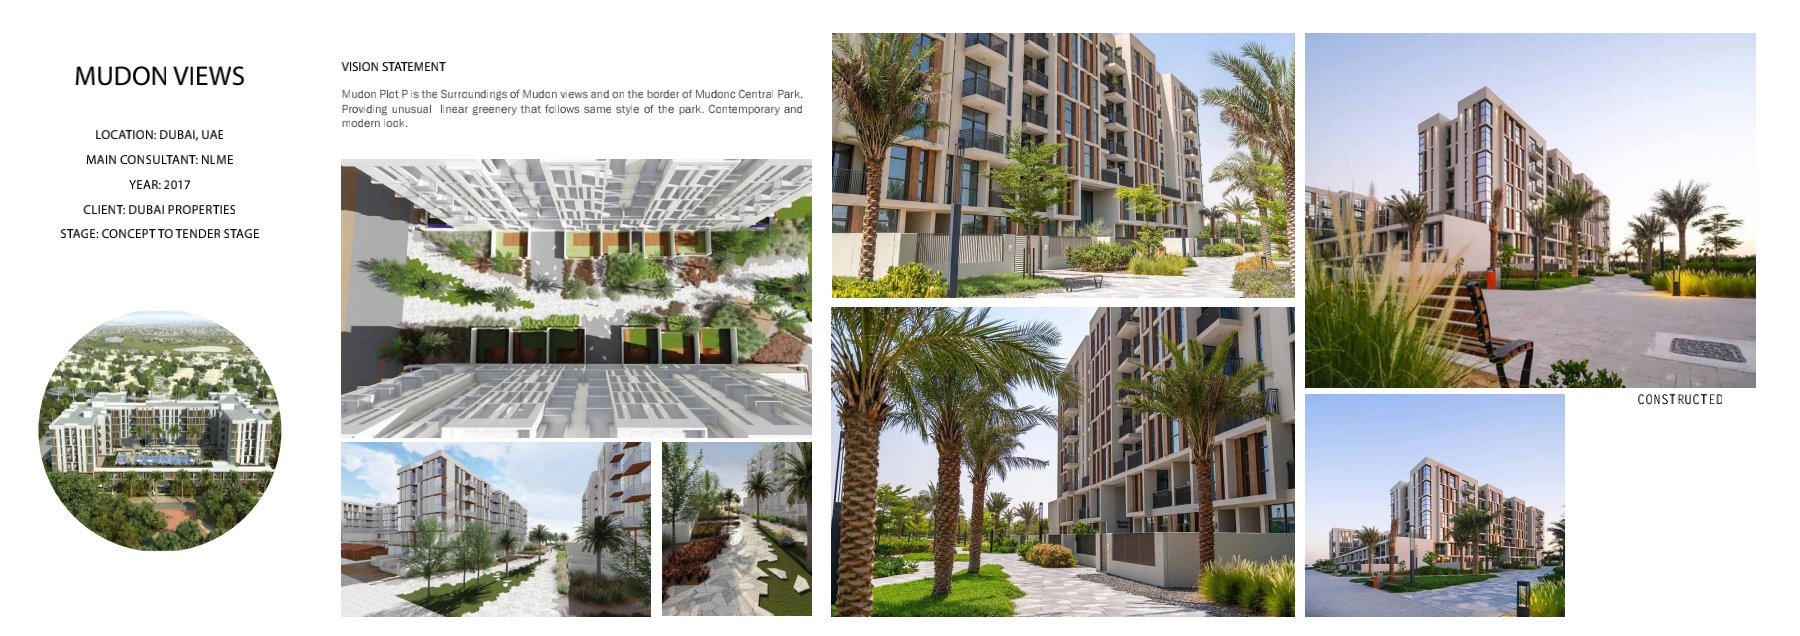 MUDON VIEWS
LOCATION: DUBAI, UAE
MAIN CONSULTANT: NLME
YEAR: 2017
CLIENT: DUBAI PROPERTIES
STAGE: CONCEPT TO TENDER STAGE
VISION STATEMENT
Mudon Plot P is the Surroundings of Mudon views and on the border of Mudonc Central Park.
Providing unusual linear greenery that follows same style of the park. Contemporary and
modern look.
Mudon
Views
CONSTRUCTED